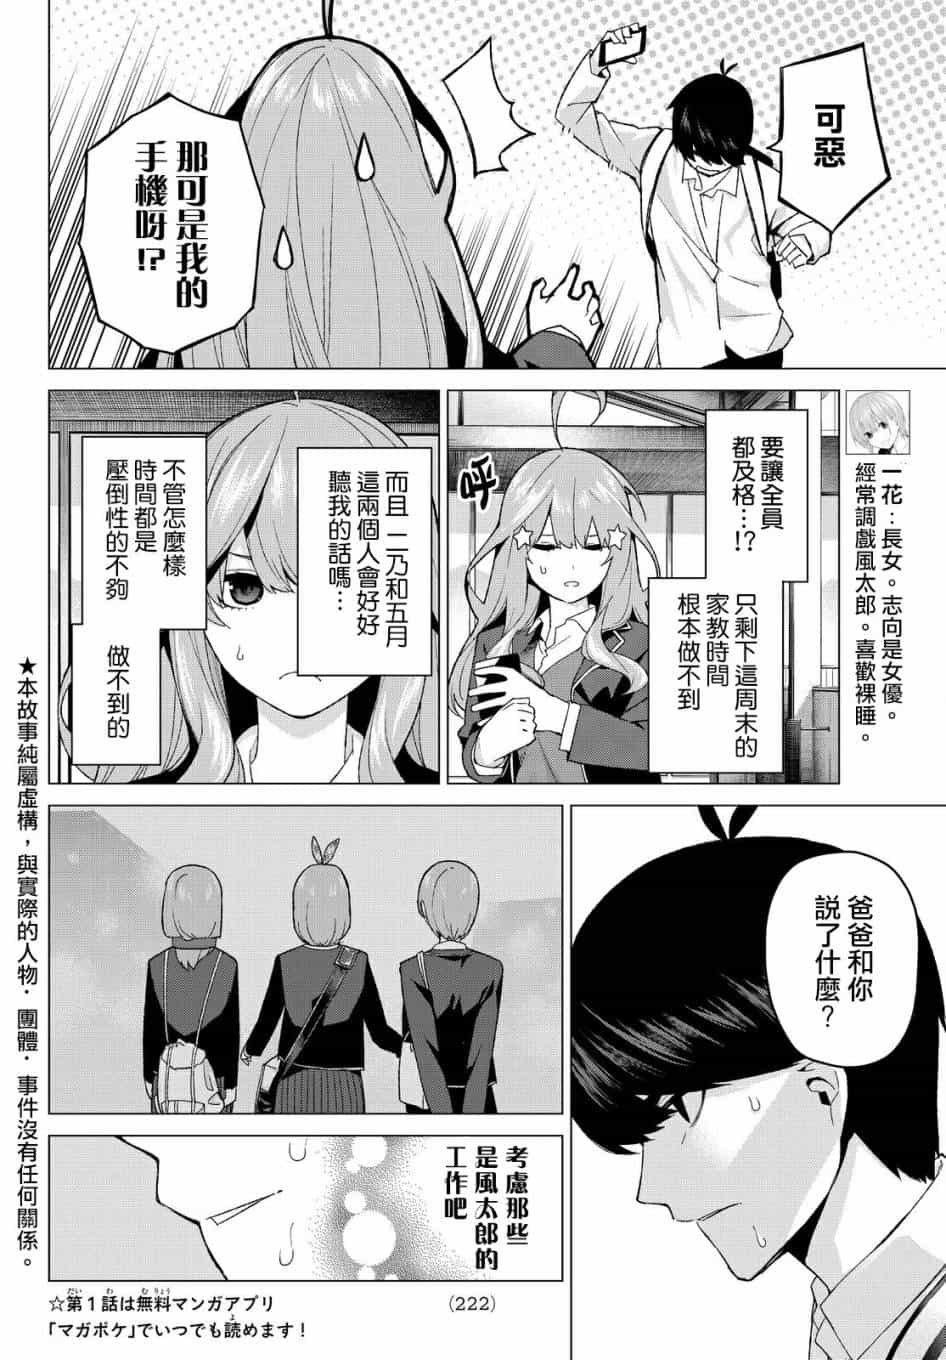 可惡
那可是我的
手機呀!?
一花：長女。志向是女優。
經常調戲風太郎。喜歡裸睡。
要讓全員
都及格…!?
只剩下這周末的
家教時間
根本做不到
呼
而且 二乃和五月
這兩個人會好好
聽我的話嗎…
不管怎麼樣
時間都是
壓倒性的不夠
做不到的
爸爸和你
說了什麼？
考慮那些
是風太郎的
工作吧
★本故事純屬虛構，與實際的人物．團體．事件沒有任何關係。
(222)
だい わ むりょう
☆第１話は無料マンガアプリ
よ
「マガポケ」でいつでも読めます！